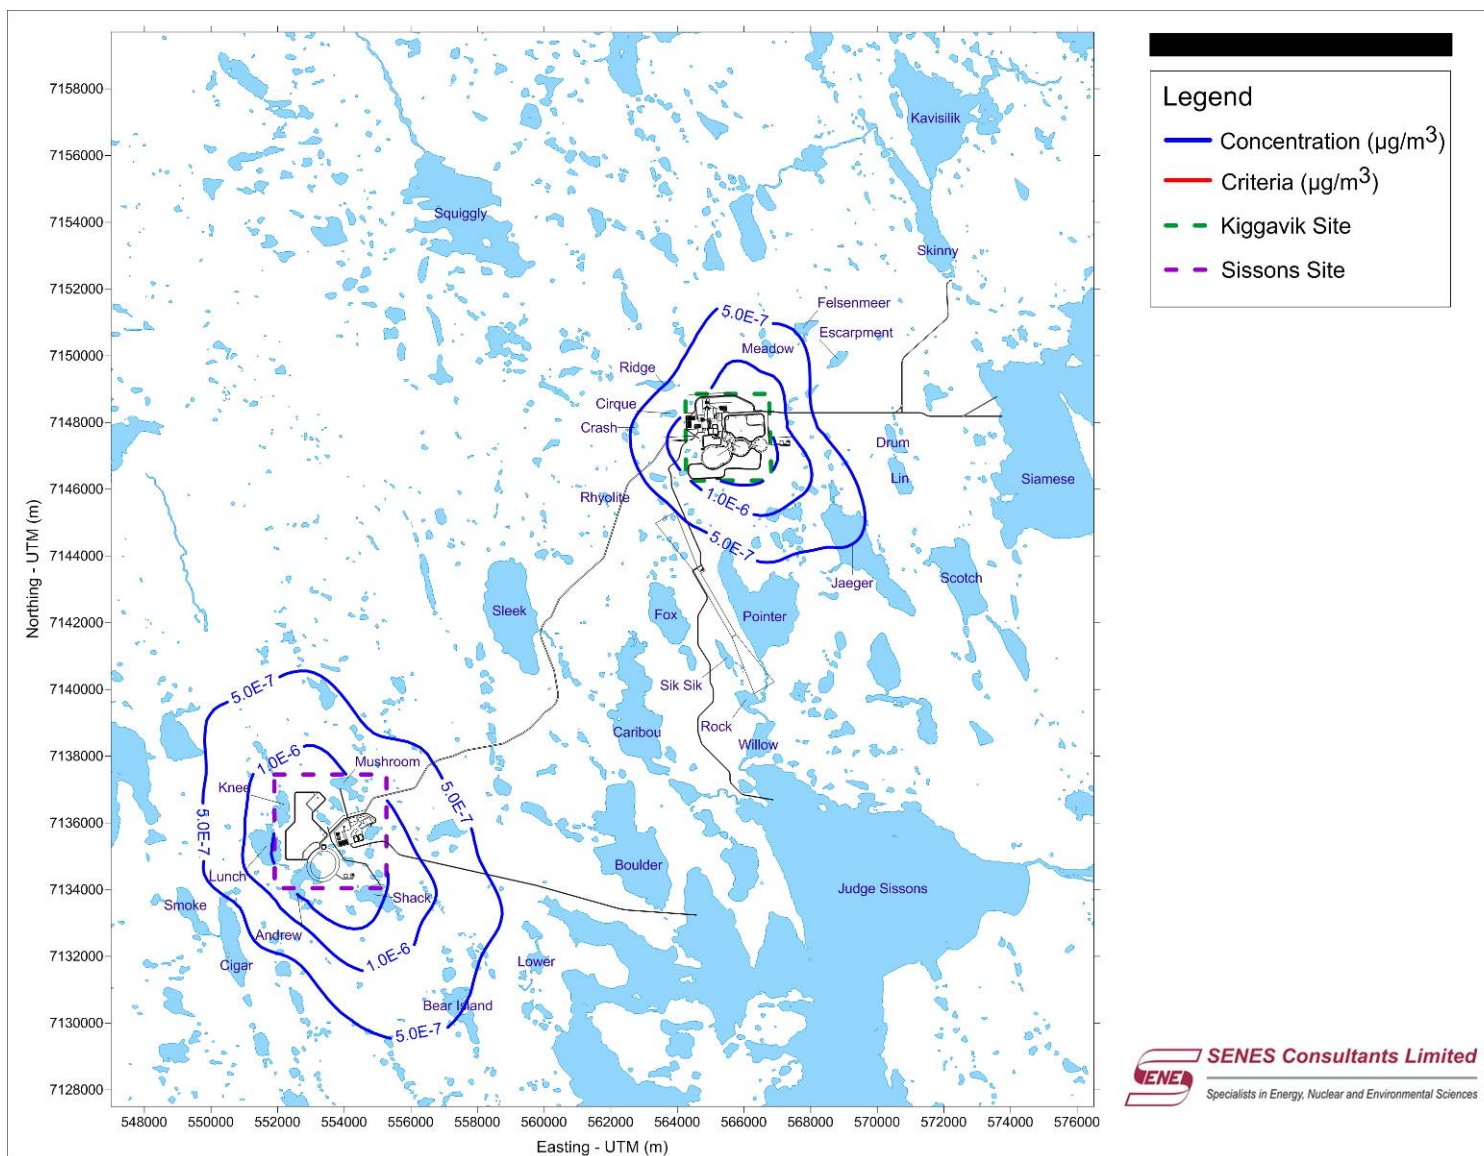 Legend
Concentration (µg/m³)
Criteria (µg/m³)
Kiggavik Site
Sissons Site
7158000
7156000
7154000
7152000
7150000
7148000
7146000
7144000
7142000
7140000
7138000
7136000
7134000
7132000
7130000
7128000
Northing - UTM (m)
548000 550000 552000 554000 556000 558000 560000 562000 564000 566000 568000 570000 572000 574000 576000
Easting - UTM (m)
Kavisilik
Squiggly
Skinny
Felsenmeer
5.0E-7
Escarpment
Meadow
Ridge
Cirque
Crash
Drum
Lin
Siamese
Rhyolite
1.0E-6
5.0E-7
Jaeger
Scotch
Sleek
Fox
Pointer
Sik Sik
5.0E-7
Rock
Caribou
Willow
1.0E-6
Mushroom
Knee
5.0E-7
5.0E-7
Boulder
Lunch
Judge Sissons
Shack
Smoke
Andrew
1.0E-6
Cigar
Lower
Bear Island
5.0E-7
SENES
SENES Consultants Limited
Specialists in Energy, Nuclear and Environmental Sciences